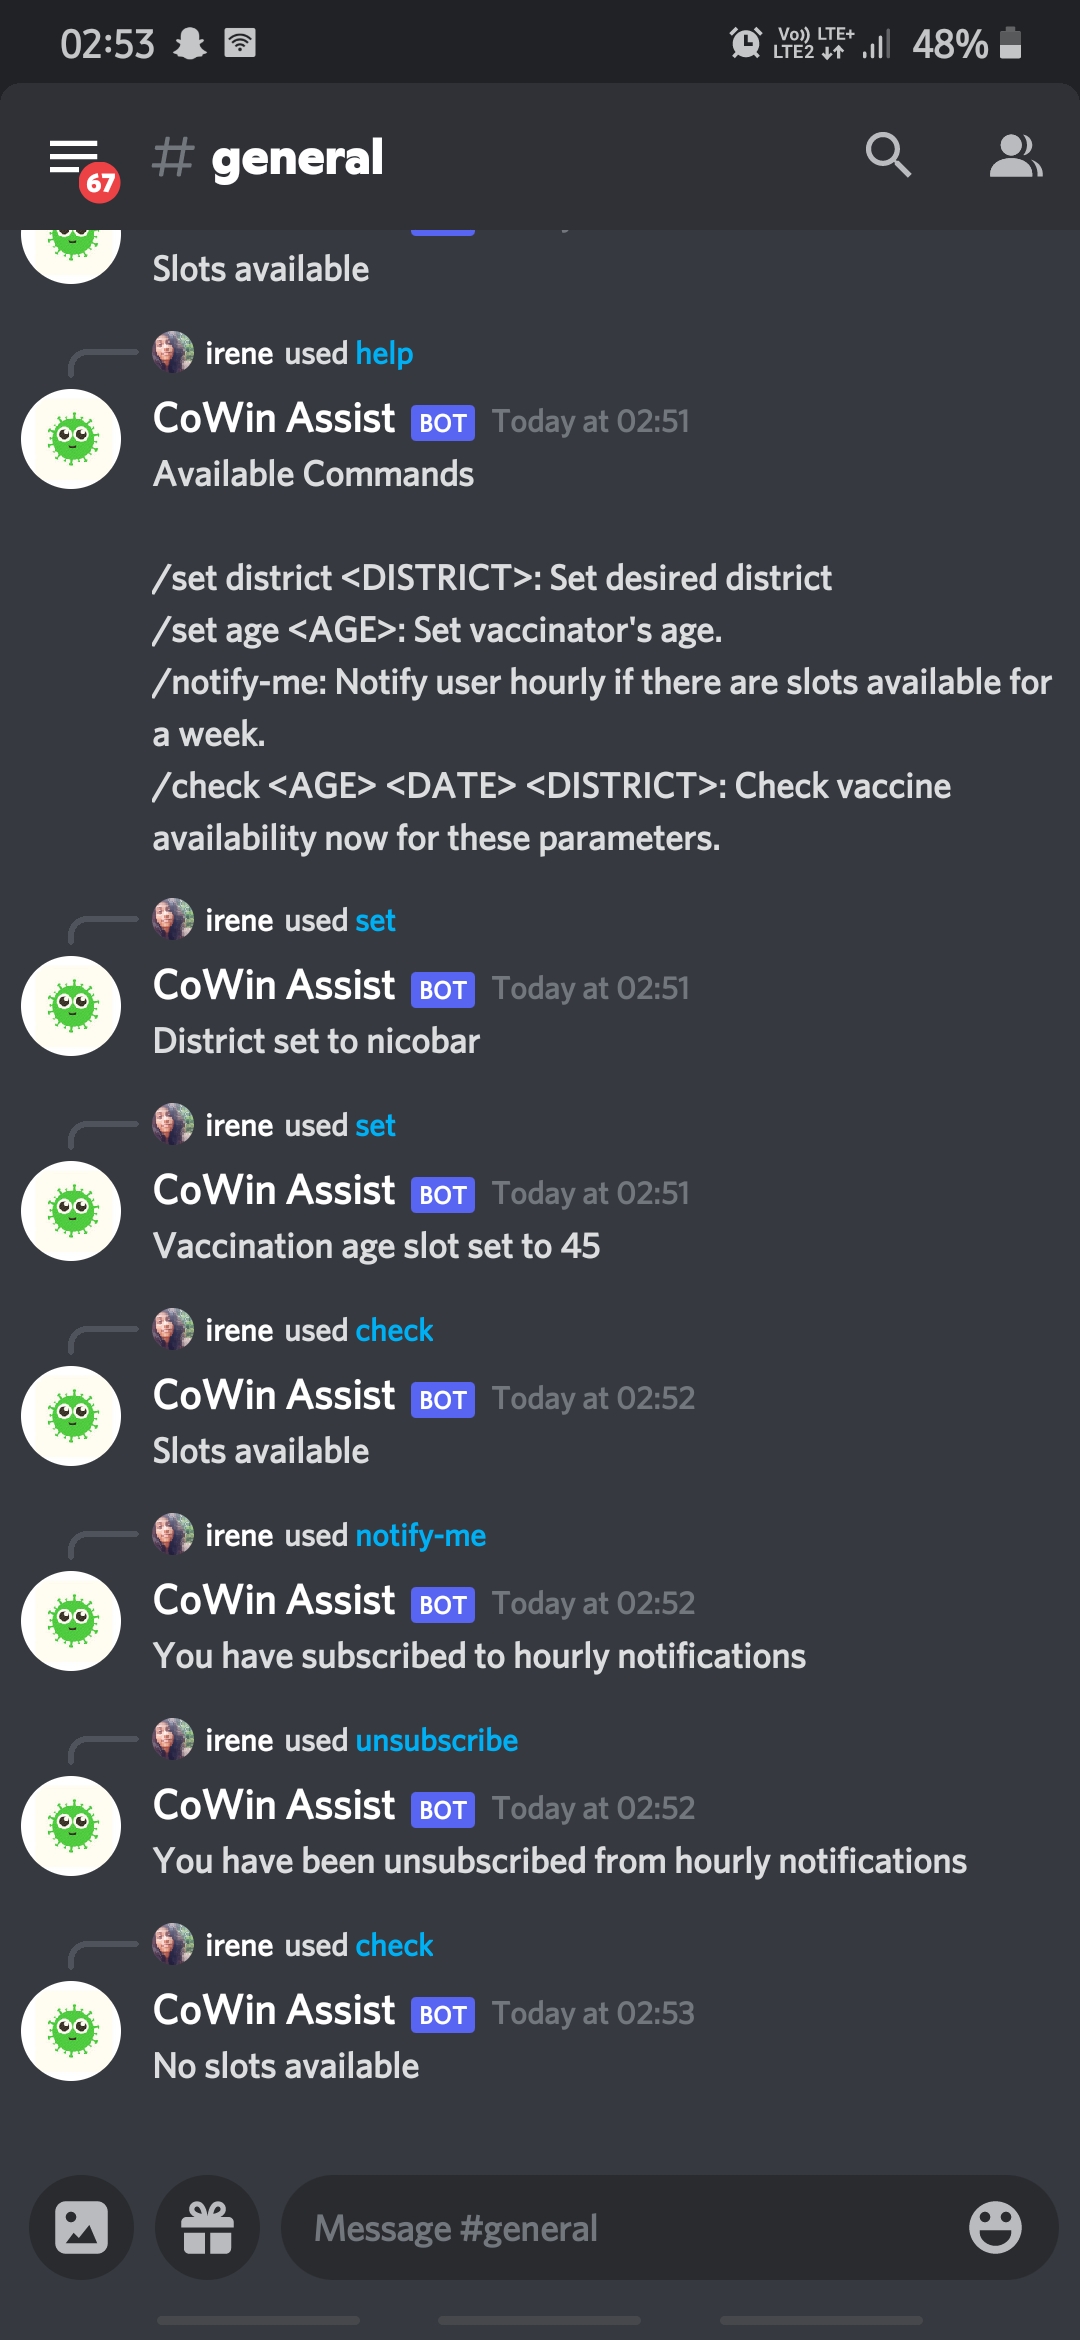 02:53 Vo)) LTE+ LTE2 48%
67 # general
Slots available
irene used help
CoWin Assist BOT Today at 02:51
Available Commands
/set district <DISTRICT>: Set desired district
/set age <AGE>: Set vaccinator's age.
/notify-me: Notify user hourly if there are slots available for
a week.
/check <AGE> <DATE> <DISTRICT>: Check vaccine
availability now for these parameters.
irene used set
CoWin Assist BOT Today at 02:51
District set to nicobar
irene used set
CoWin Assist BOT Today at 02:51
Vaccination age slot set to 45
irene used check
CoWin Assist BOT Today at 02:52
Slots available
irene used notify-me
CoWin Assist BOT Today at 02:52
You have subscribed to hourly notifications
irene used unsubscribe
CoWin Assist BOT Today at 02:52
You have been unsubscribed from hourly notifications
irene used check
CoWin Assist BOT Today at 02:53
No slots available
Message #general